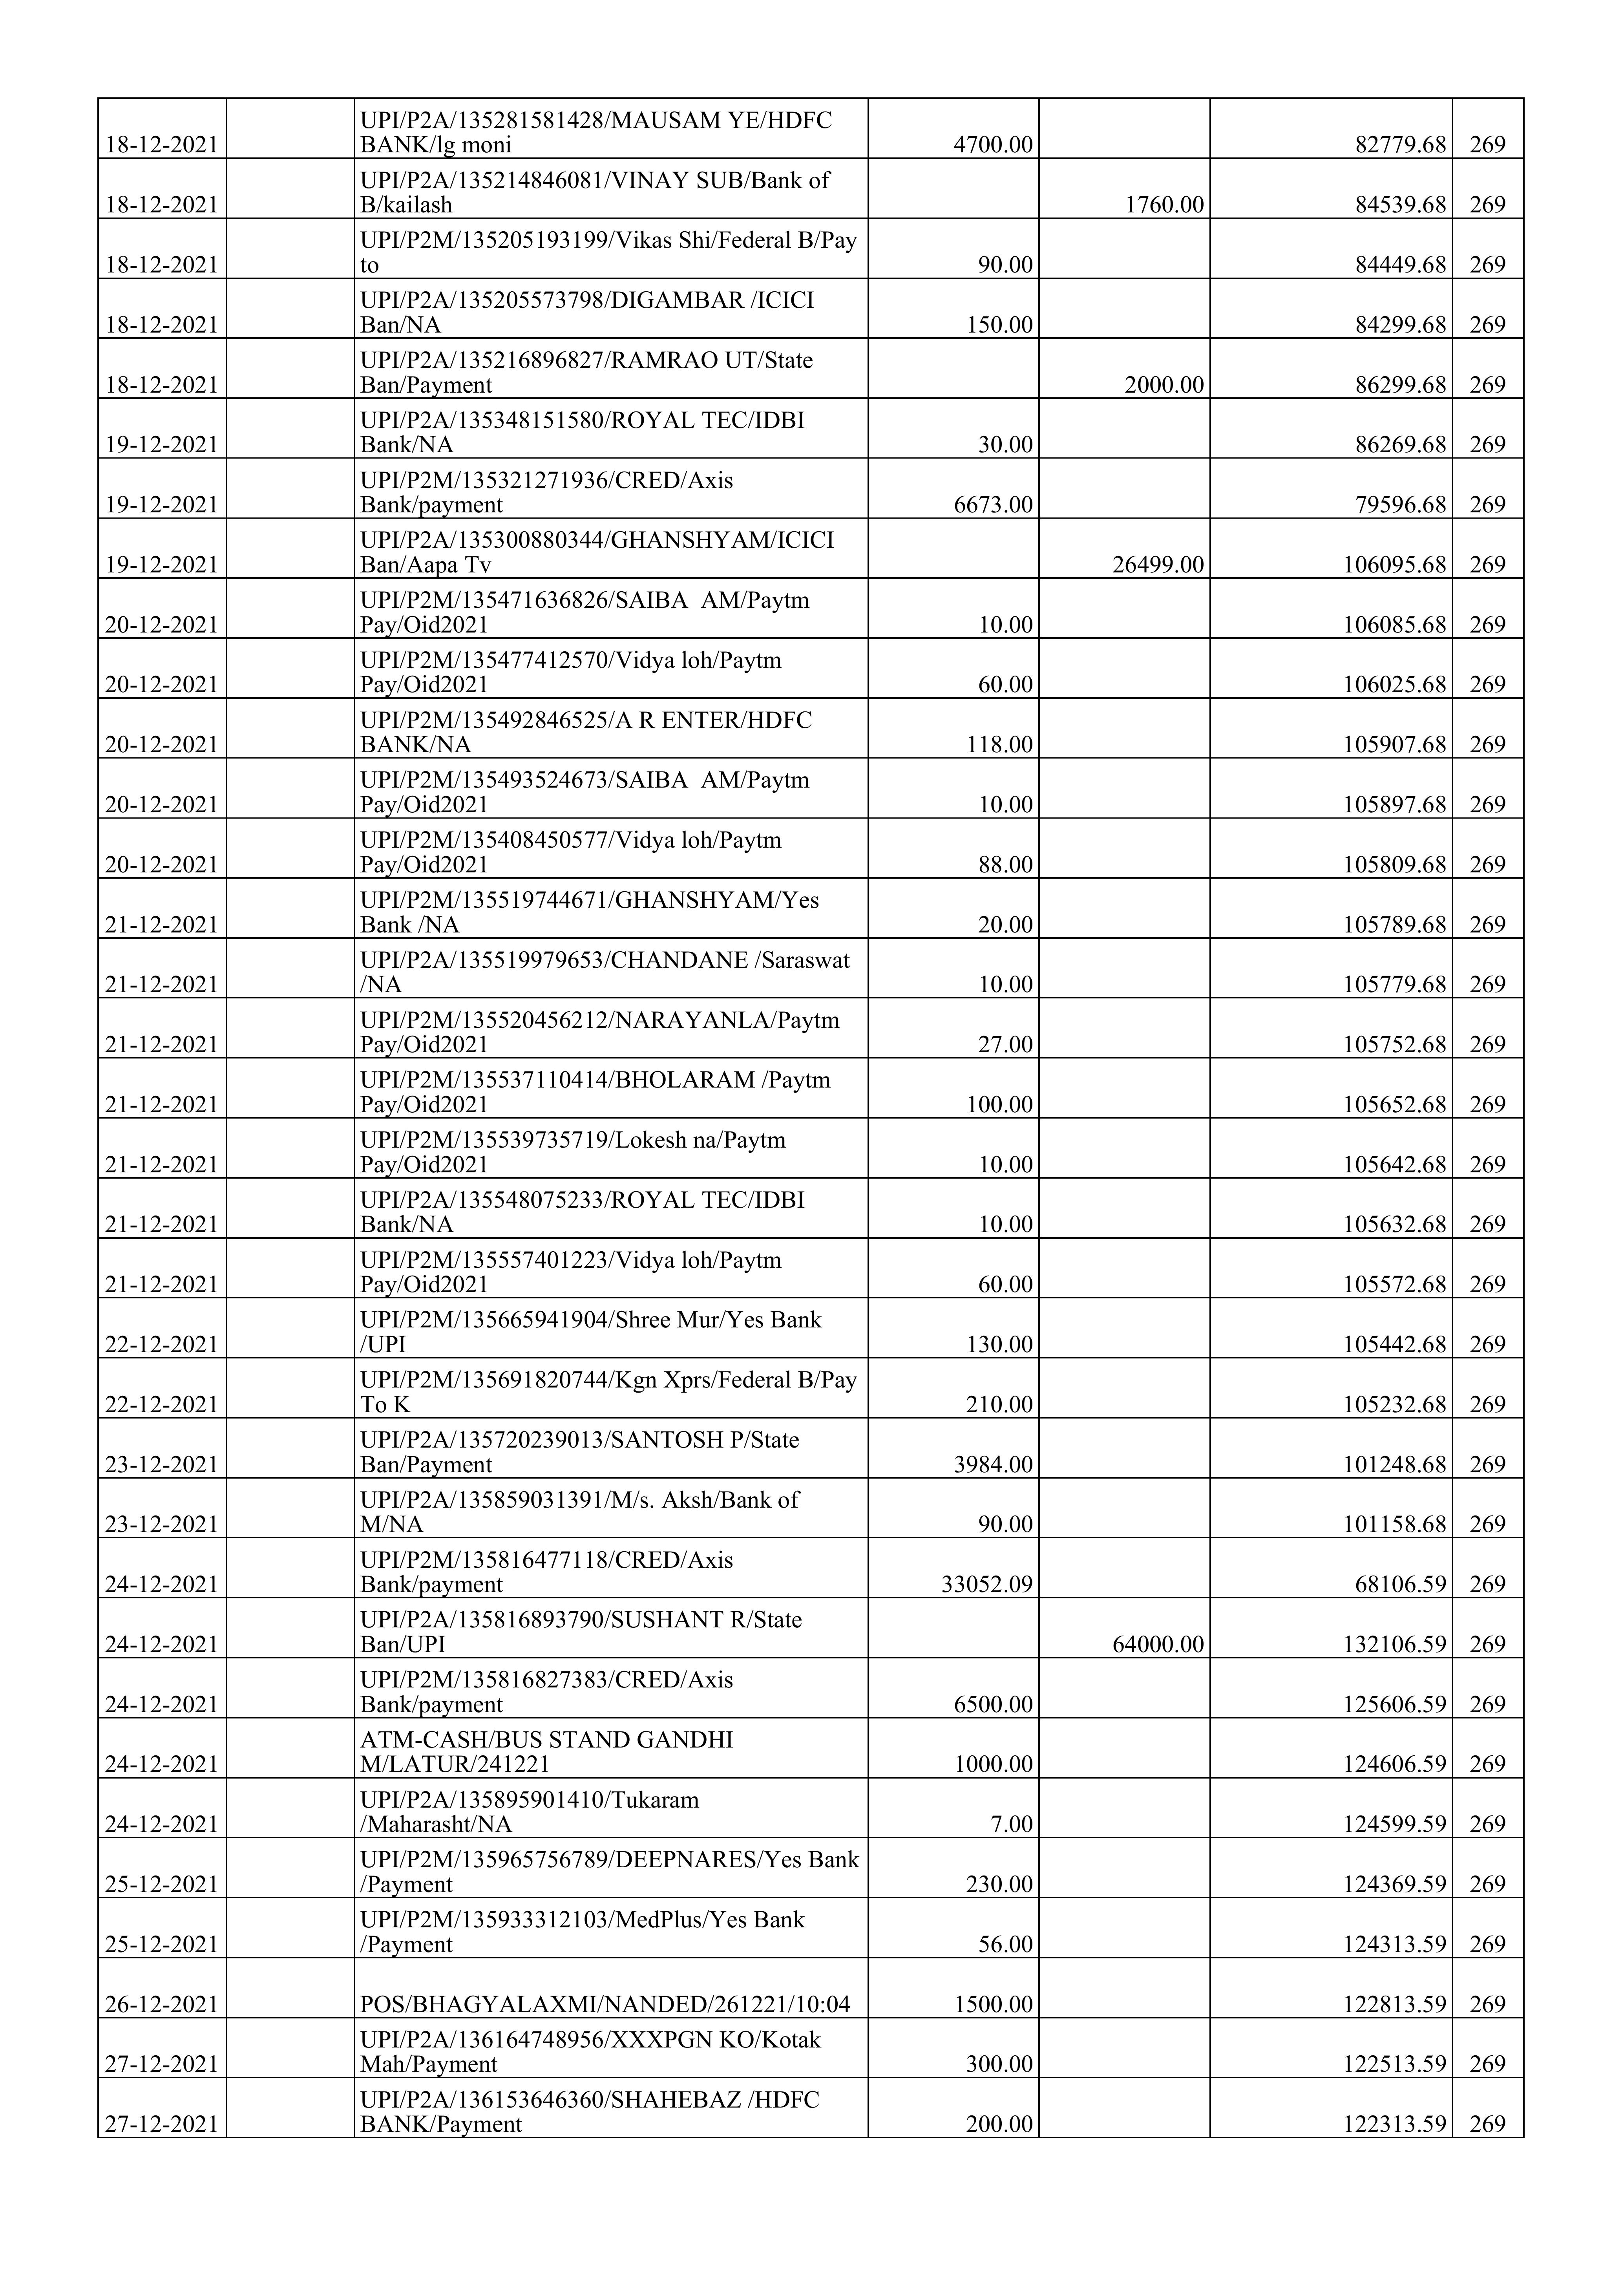 UPI/P2A/135281581428/MAUSAM YE/HDFC
18-12-2021 BANK/lg moni 4700.00 82779.68 269
UPI/P2A/135214846081/VINAY SUB/Bank of
18-12-2021 B/kailash 1760.00 84539.68 269
UPI/P2M/135205193199/Vikas Shi/Federal B/Pay
18-12-2021 to 90.00 84449.68 269
UPI/P2A/135205573798/DIGAMBAR /ICICI
18-12-2021 Ban/NA 150.00 84299.68 269
UPI/P2A/135216896827/RAMRAO UT/State
18-12-2021 Ban/Payment 2000.00 86299.68 269
UPI/P2A/135348151580/ROYAL TEC/IDBI
19-12-2021 Bank/NA 30.00 86269.68 269
UPI/P2M/135321271936/CRED/Axis
19-12-2021 Bank/payment 6673.00 79596.68 269
UPI/P2A/135300880344/GHANSHYAM/ICICI
19-12-2021 Ban/Aapa Tv 26499.00 106095.68 269
UPI/P2M/135471636826/SAIBA  AM/Paytm
20-12-2021 Pay/Oid2021 10.00 106085.68 269
UPI/P2M/135477412570/Vidya loh/Paytm
20-12-2021 Pay/Oid2021 60.00 106025.68 269
UPI/P2M/135492846525/A R ENTER/HDFC
20-12-2021 BANK/NA 118.00 105907.68 269
UPI/P2M/135493524673/SAIBA  AM/Paytm
20-12-2021 Pay/Oid2021 10.00 105897.68 269
UPI/P2M/135408450577/Vidya loh/Paytm
20-12-2021 Pay/Oid2021 88.00 105809.68 269
UPI/P2M/135519744671/GHANSHYAM/Yes
21-12-2021 Bank /NA 20.00 105789.68 269
UPI/P2A/135519979653/CHANDANE /Saraswat
21-12-2021 /NA 10.00 105779.68 269
UPI/P2M/135520456212/NARAYANLA/Paytm
21-12-2021 Pay/Oid2021 27.00 105752.68 269
UPI/P2M/135537110414/BHOLARAM /Paytm
21-12-2021 Pay/Oid2021 100.00 105652.68 269
UPI/P2M/135539735719/Lokesh na/Paytm
21-12-2021 Pay/Oid2021 10.00 105642.68 269
UPI/P2A/135548075233/ROYAL TEC/IDBI
21-12-2021 Bank/NA 10.00 105632.68 269
UPI/P2M/135557401223/Vidya loh/Paytm
21-12-2021 Pay/Oid2021 60.00 105572.68 269
UPI/P2M/135665941904/Shree Mur/Yes Bank
22-12-2021 /UPI 130.00 105442.68 269
UPI/P2M/135691820744/Kgn Xprs/Federal B/Pay
22-12-2021 To K 210.00 105232.68 269
UPI/P2A/135720239013/SANTOSH P/State
23-12-2021 Ban/Payment 3984.00 101248.68 269
UPI/P2A/135859031391/M/s. Aksh/Bank of
23-12-2021 M/NA 90.00 101158.68 269
UPI/P2M/135816477118/CRED/Axis
24-12-2021 Bank/payment 33052.09 68106.59 269
UPI/P2A/135816893790/SUSHANT R/State
24-12-2021 Ban/UPI 64000.00 132106.59 269
UPI/P2M/135816827383/CRED/Axis
24-12-2021 Bank/payment 6500.00 125606.59 269
ATM-CASH/BUS STAND GANDHI
24-12-2021 M/LATUR/241221 1000.00 124606.59 269
UPI/P2A/135895901410/Tukaram
24-12-2021 /Maharasht/NA 7.00 124599.59 269
UPI/P2M/135965756789/DEEPNARES/Yes Bank
25-12-2021 /Payment 230.00 124369.59 269
UPI/P2M/135933312103/MedPlus/Yes Bank
25-12-2021 /Payment 56.00 124313.59 269
26-12-2021 POS/BHAGYALAXMI/NANDED/261221/10:04 1500.00 122813.59 269
UPI/P2A/136164748956/XXXPGN KO/Kotak
27-12-2021 Mah/Payment 300.00 122513.59 269
UPI/P2A/136153646360/SHAHEBAZ /HDFC
27-12-2021 BANK/Payment 200.00 122313.59 269